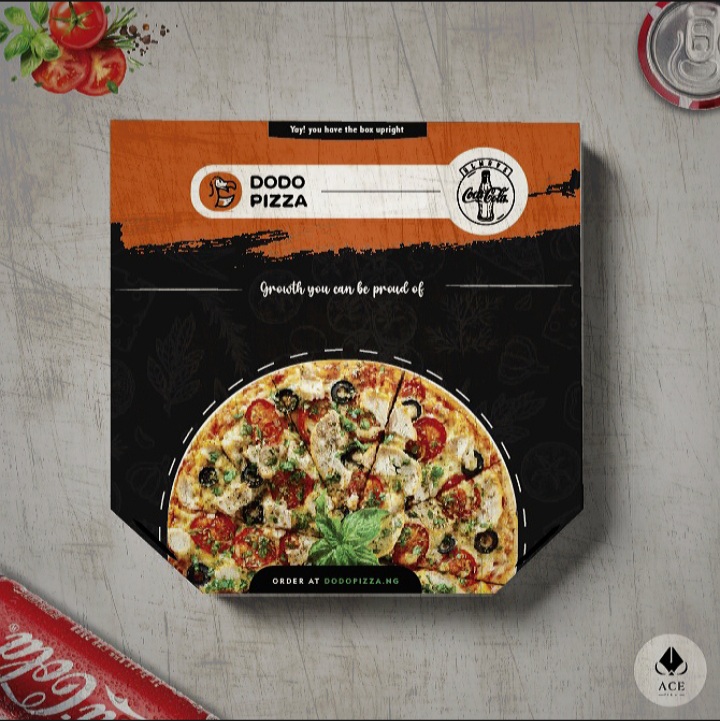 Yay! you have the box upright
DODO
PIZZA
ALWAYS
Coca-Cola
Growth you can be proud of
ORDER AT DODOPIZZA.NG
Cola
ACE